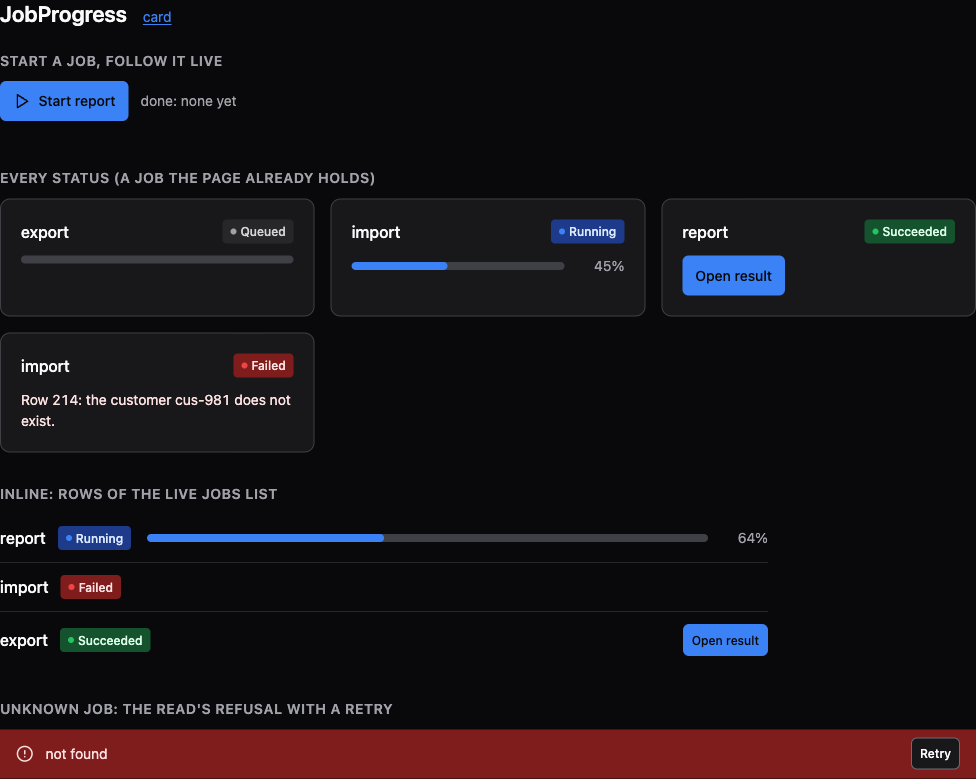 JobProgress card
START A JOB, FOLLOW IT LIVE
Start report done: none yet
EVERY STATUS (A JOB THE PAGE ALREADY HOLDS)
export Queued
import Running
45%
report Succeeded
Open result
import Failed
Row 214: the customer cus-981 does not
exist.
INLINE: ROWS OF THE LIVE JOBS LIST
report Running 64%
import Failed
export Succeeded Open result
UNKNOWN JOB: THE READ'S REFUSAL WITH A RETRY
not found Retry